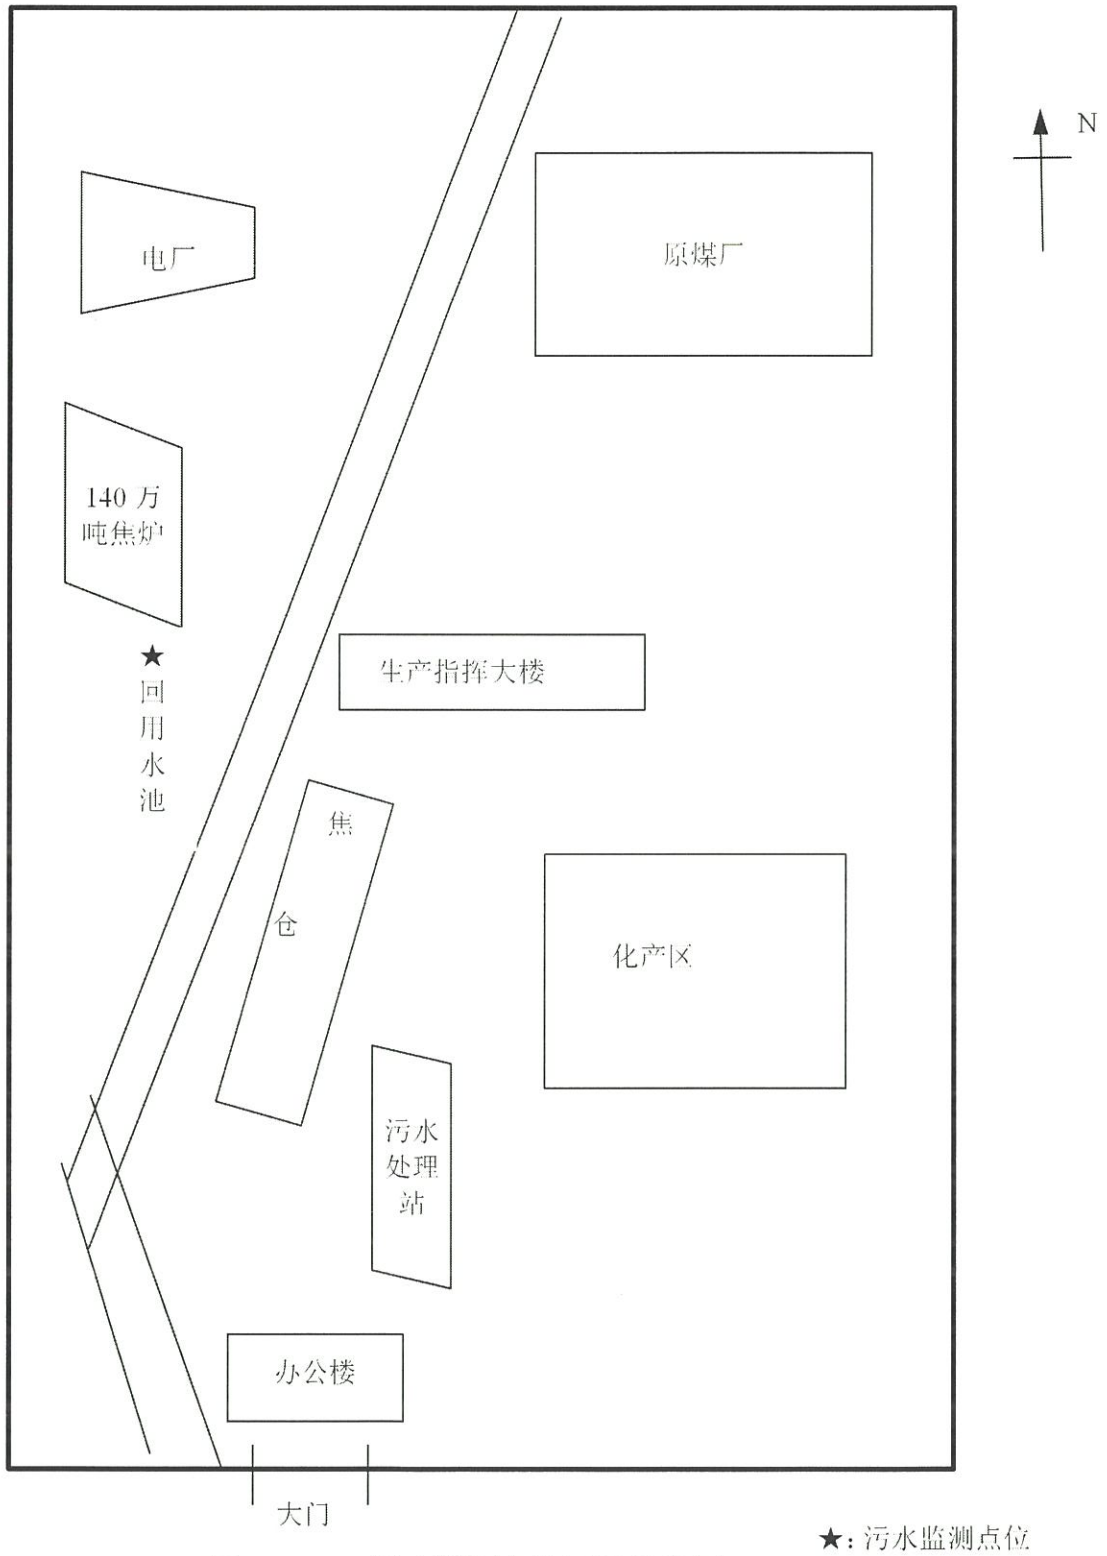 N
电厂
原煤厂
140 万
吨焦炉
★
回
用
水
池
生产指挥大楼
焦
仓
化产区
污水
处理
站
办公楼
大门
★: 污水监测点位